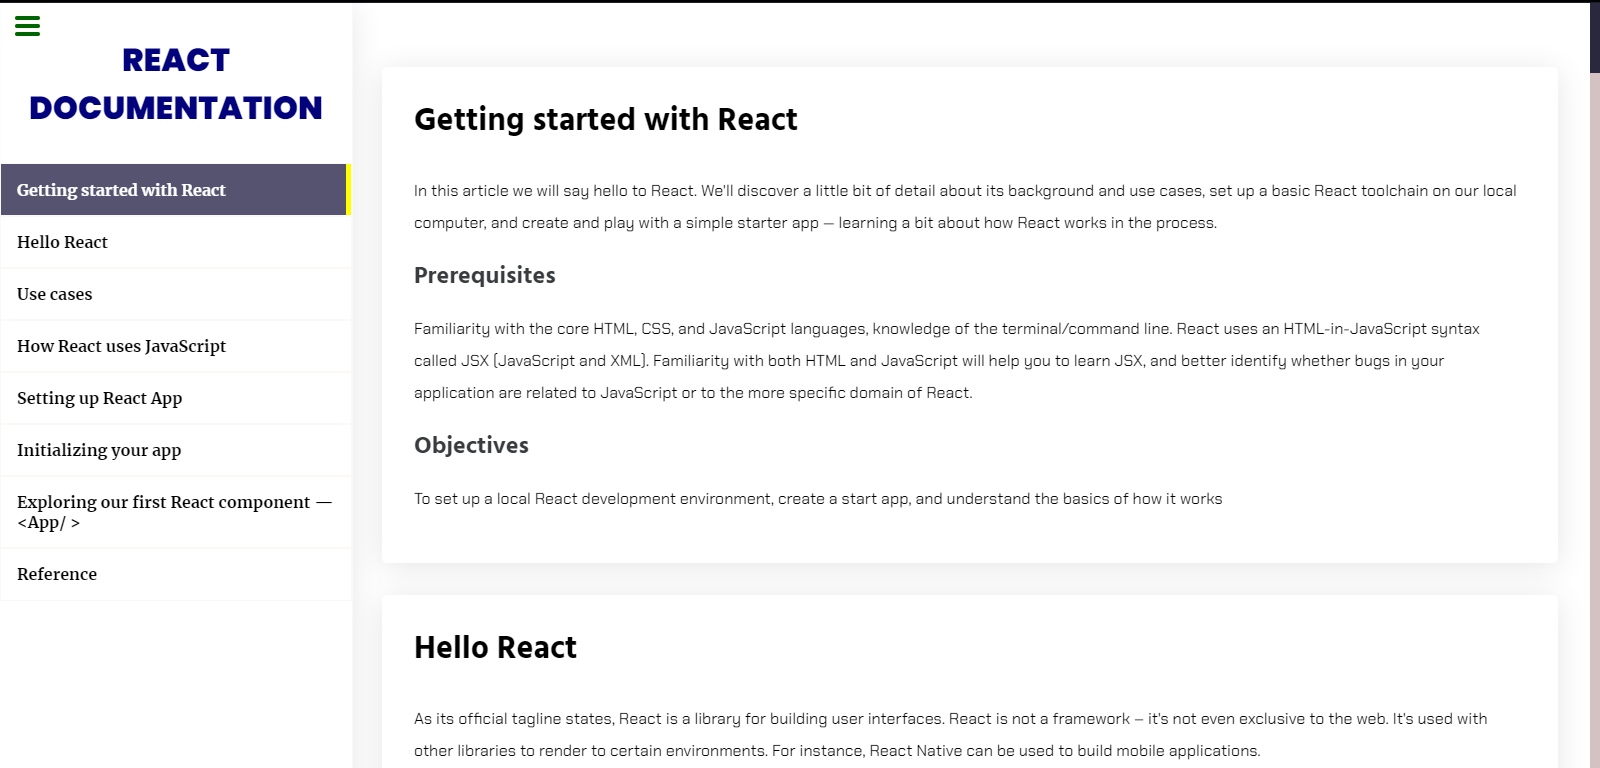 REACT
DOCUMENTATION
Getting started with React
Hello React
Use cases
How React uses JavaScript
Setting up React App
Initializing your app
Exploring our first React component —
<App/ >
Reference
Getting started with React
In this article we will say hello to React. We'll discover a little bit of detail about its background and use cases, set up a basic React toolchain on our local
computer, and create and play with a simple starter app — learning a bit about how React works in the process.
Prerequisites
Familiarity with the core HTML, CSS, and JavaScript languages, knowledge of the terminal/command line. React uses an HTML-in-JavaScript syntax
called JSX (JavaScript and XML). Familiarity with both HTML and JavaScript will help you to learn JSX, and better identify whether bugs in your
application are related to JavaScript or to the more specific domain of React.
Objectives
To set up a local React development environment, create a start app, and understand the basics of how it works
Hello React
As its official tagline states, React is a library for building user interfaces. React is not a framework – it's not even exclusive to the web. It's used with
other libraries to render to certain environments. For instance, React Native can be used to build mobile applications.